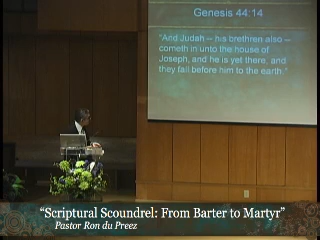 Genesis 44:14
"And Judah -- his brethren also --
cometh in unto the house of
Joseph, and he is yet there, and
they fall before him to the earth."
"Scriptural Scoundrel: From Barter to Martyr"
Pastor Ron du Preez